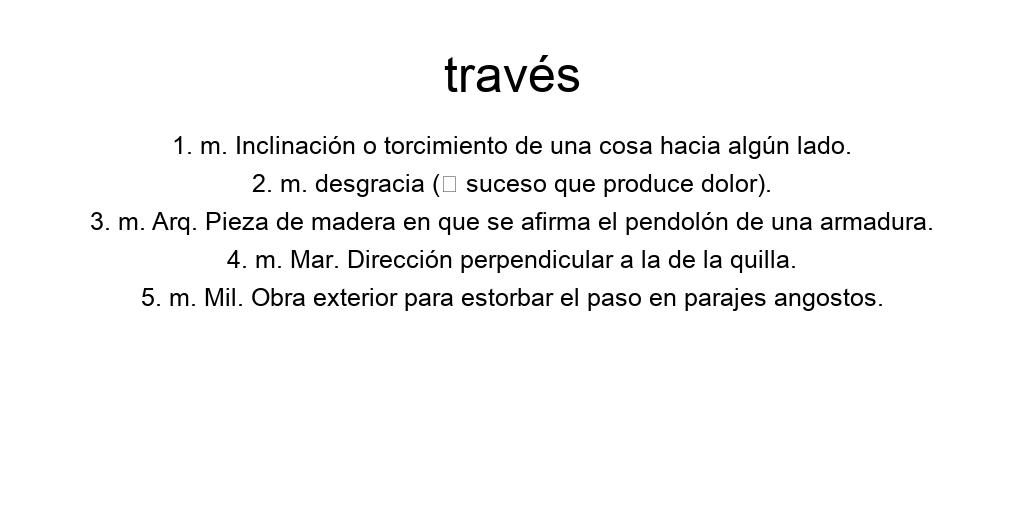 través
1. m. Inclinación o torcimiento de una cosa hacia algún lado.
2. m. desgracia (▯ suceso que produce dolor).
3. m. Arq. Pieza de madera en que se afirma el pendolón de una armadura.
4. m. Mar. Dirección perpendicular a la de la quilla.
5. m. Mil. Obra exterior para estorbar el paso en parajes angostos.